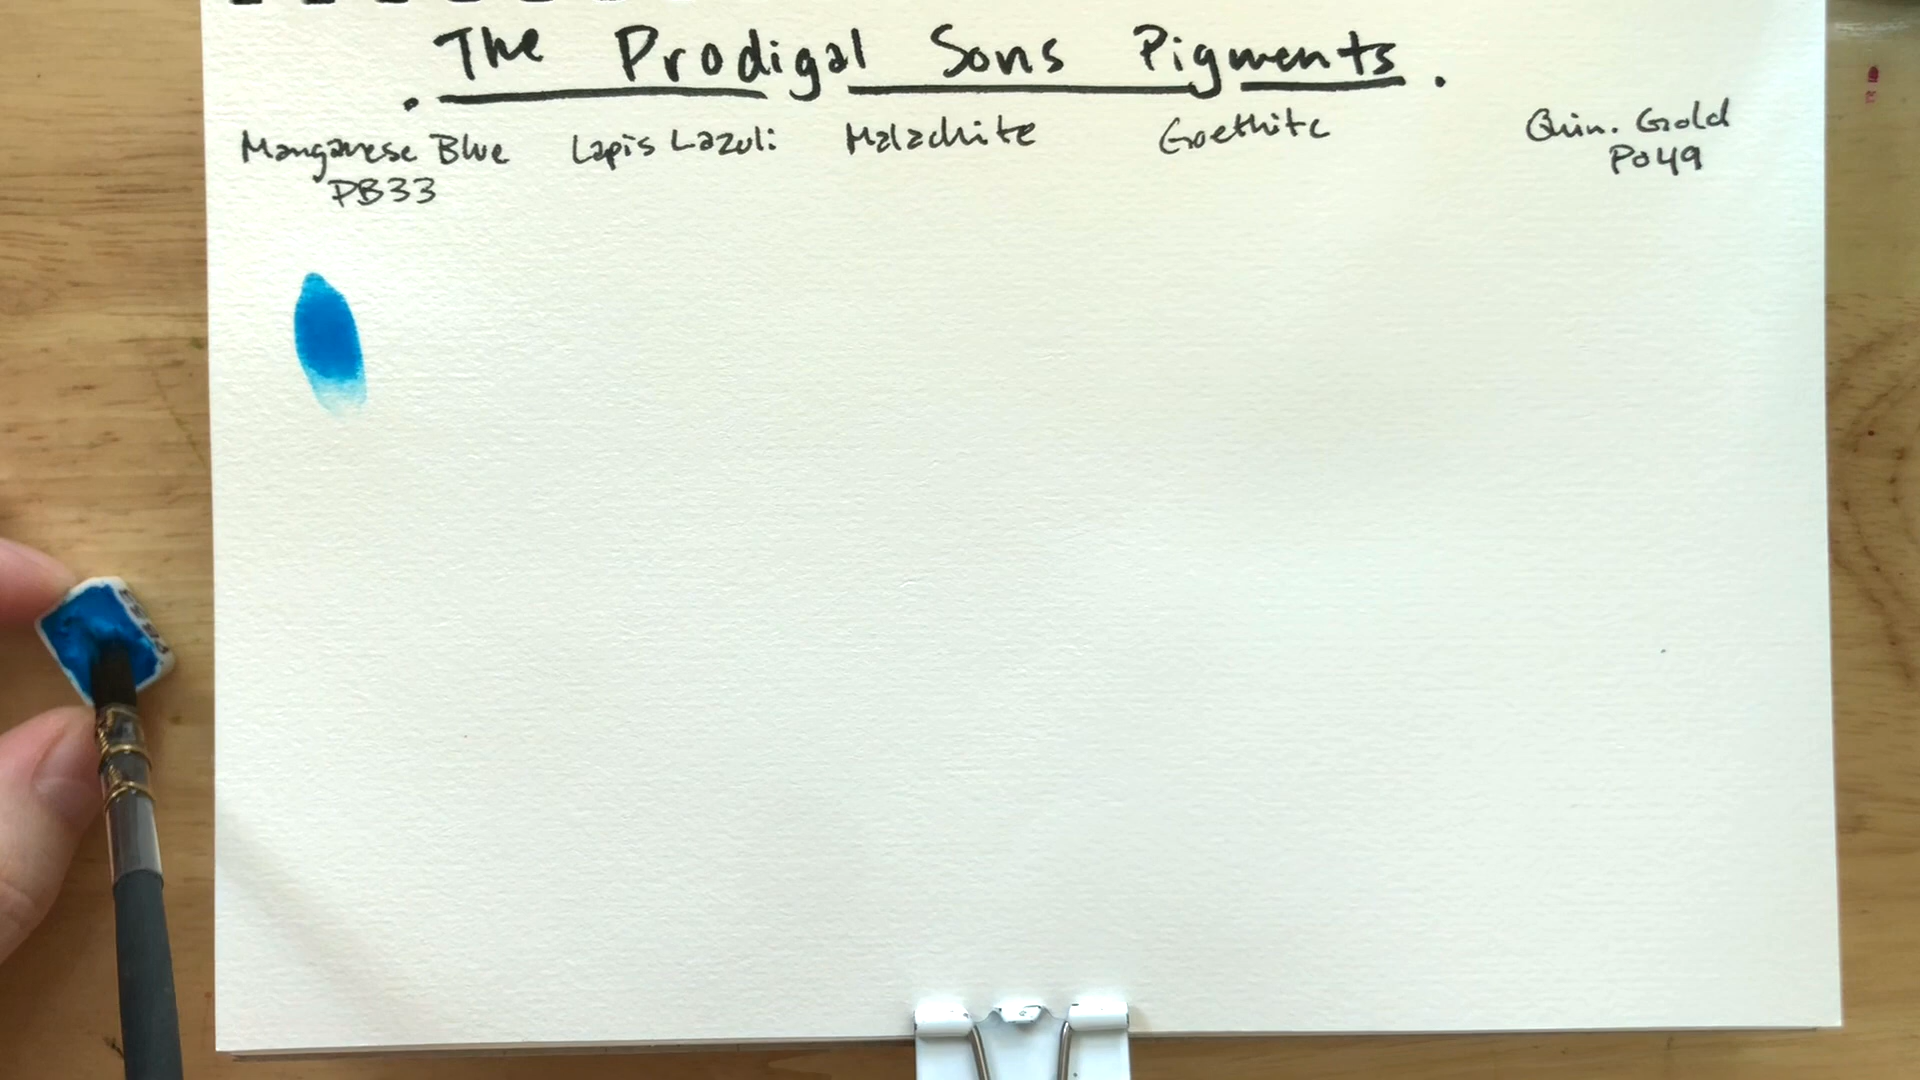 The Prodigal Sons Pigments.
Manganese Blue Lapis Lazuli Malachite Goethite Quin. Gold
PB33 PO49